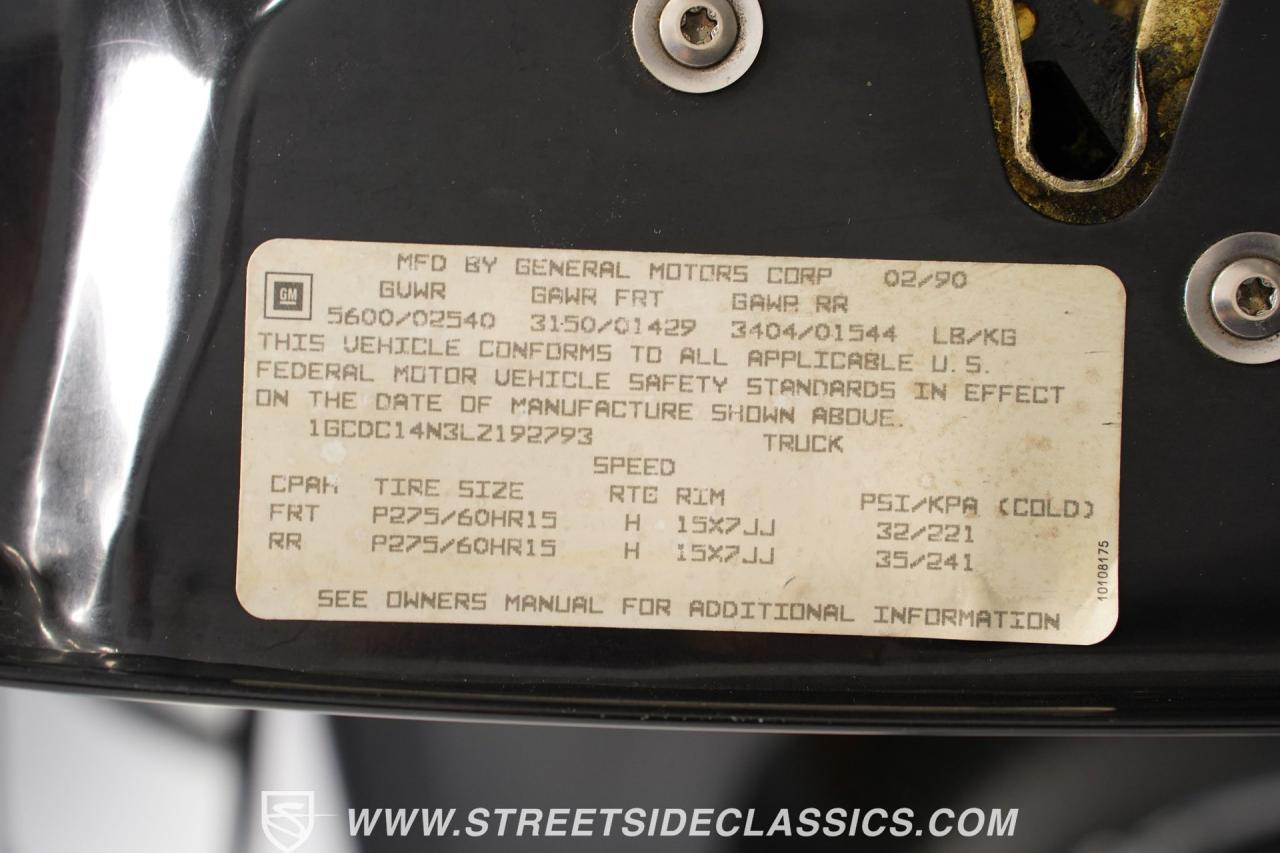 MFD BY GENERAL MOTORS CORP 02/90
GM
GVWR GAWR FRT GAWR RR
5600/02540 3150/01429 3404/01544 LB/KG
THIS VEHICLE CONFORMS TO ALL APPLICABLE U.S.
FEDERAL MOTOR VEHICLE SAFETY STANDARDS IN EFFECT
ON THE DATE OF MANUFACTURE SHOWN ABOVE.
1GCDC14N3LZ192793 TRUCK
SPEED
CPAH TIRE SIZE RTG RIM PSI/KPA (COLD)
FRT P275/60HR15 H 15X7JJ 32/221
RR P275/60HR15 H 15X7JJ 35/241
SEE OWNERS MANUAL FOR ADDITIONAL INFORMATION
10108175
WWW.STREETSIDECLASSICS.COM